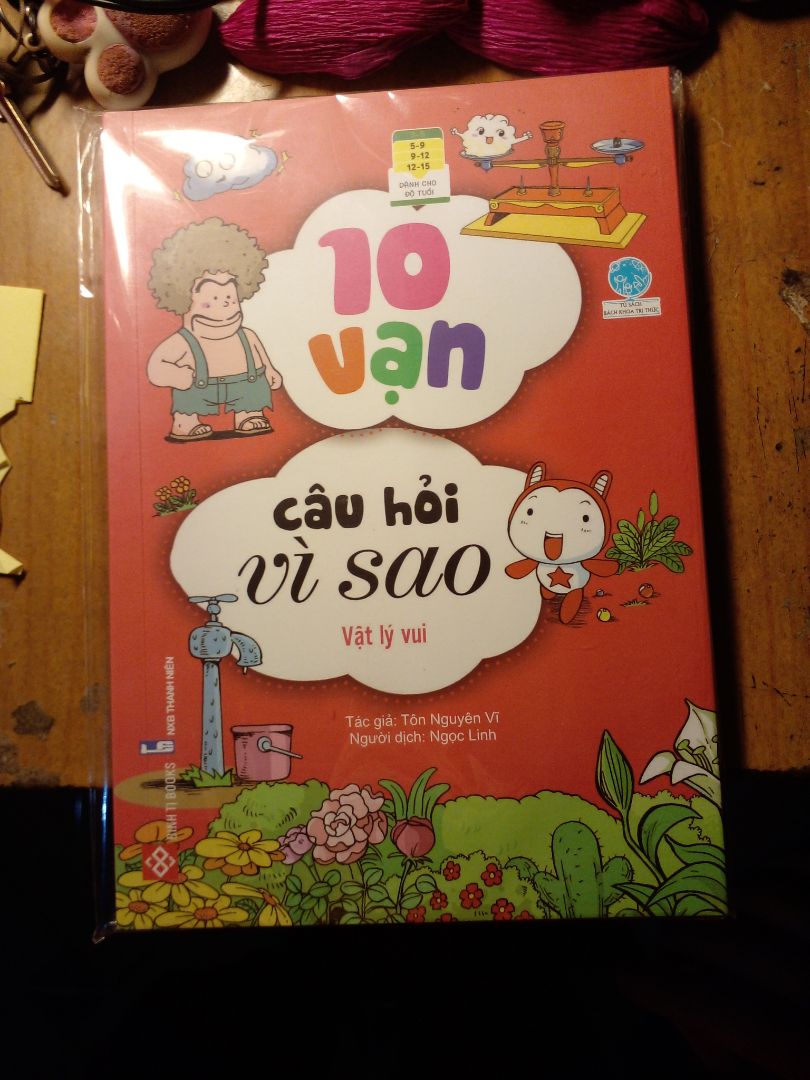 5-9
9-12
12-15
DÀNH CHO
ĐỘ TUỔI
10
vạn
TỦ SÁCH
BÁCH KHOA TRI THỨC
câu hỏi
vì sao
Vật lý vui
Tác giả: Tôn Nguyên Vĩ
Người dịch: Ngọc Linh
NXB THANH NIÊN
ĐINH TỊ BOOKS